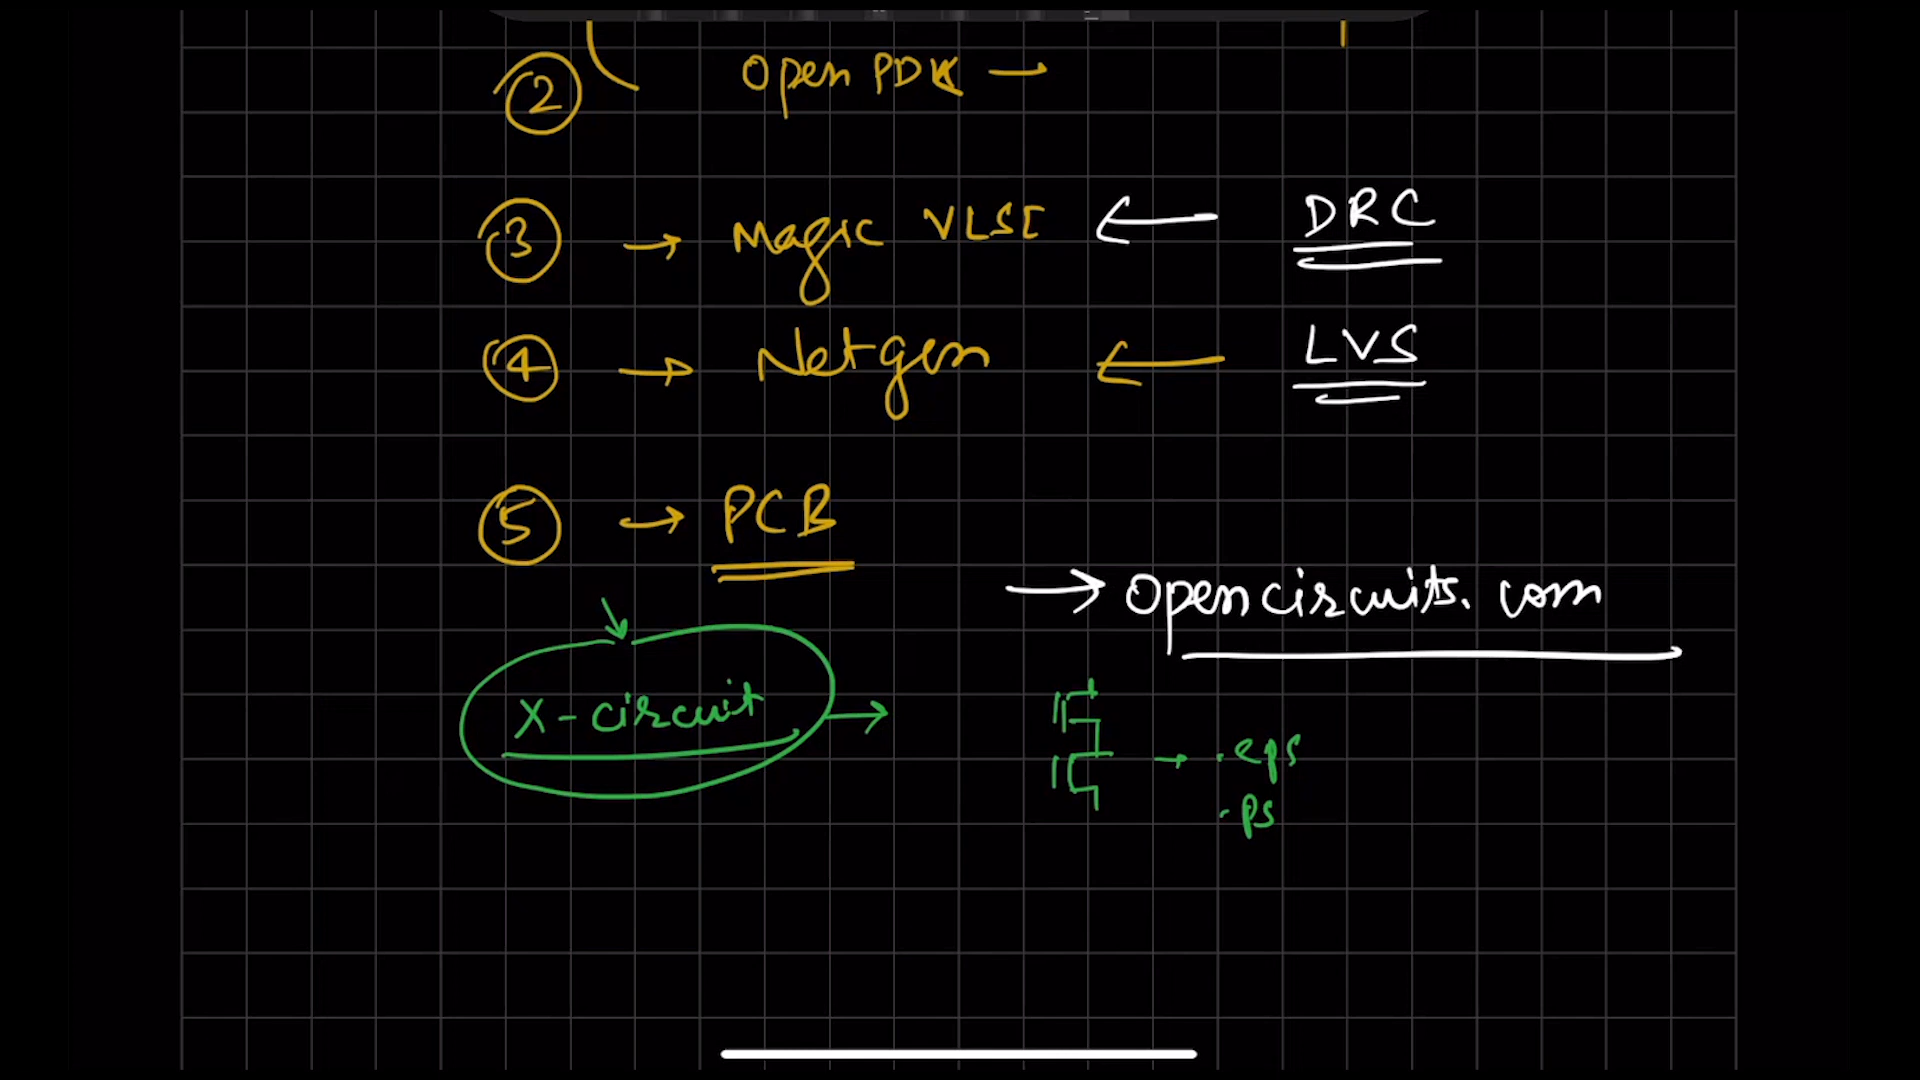 ② Open PDK →
③ → Magic VLSI ← DRC
④ → Netgen ← LVS
⑤ → PCB
→ Opencircuits.com
X-circuit →
→ .eps
.ps